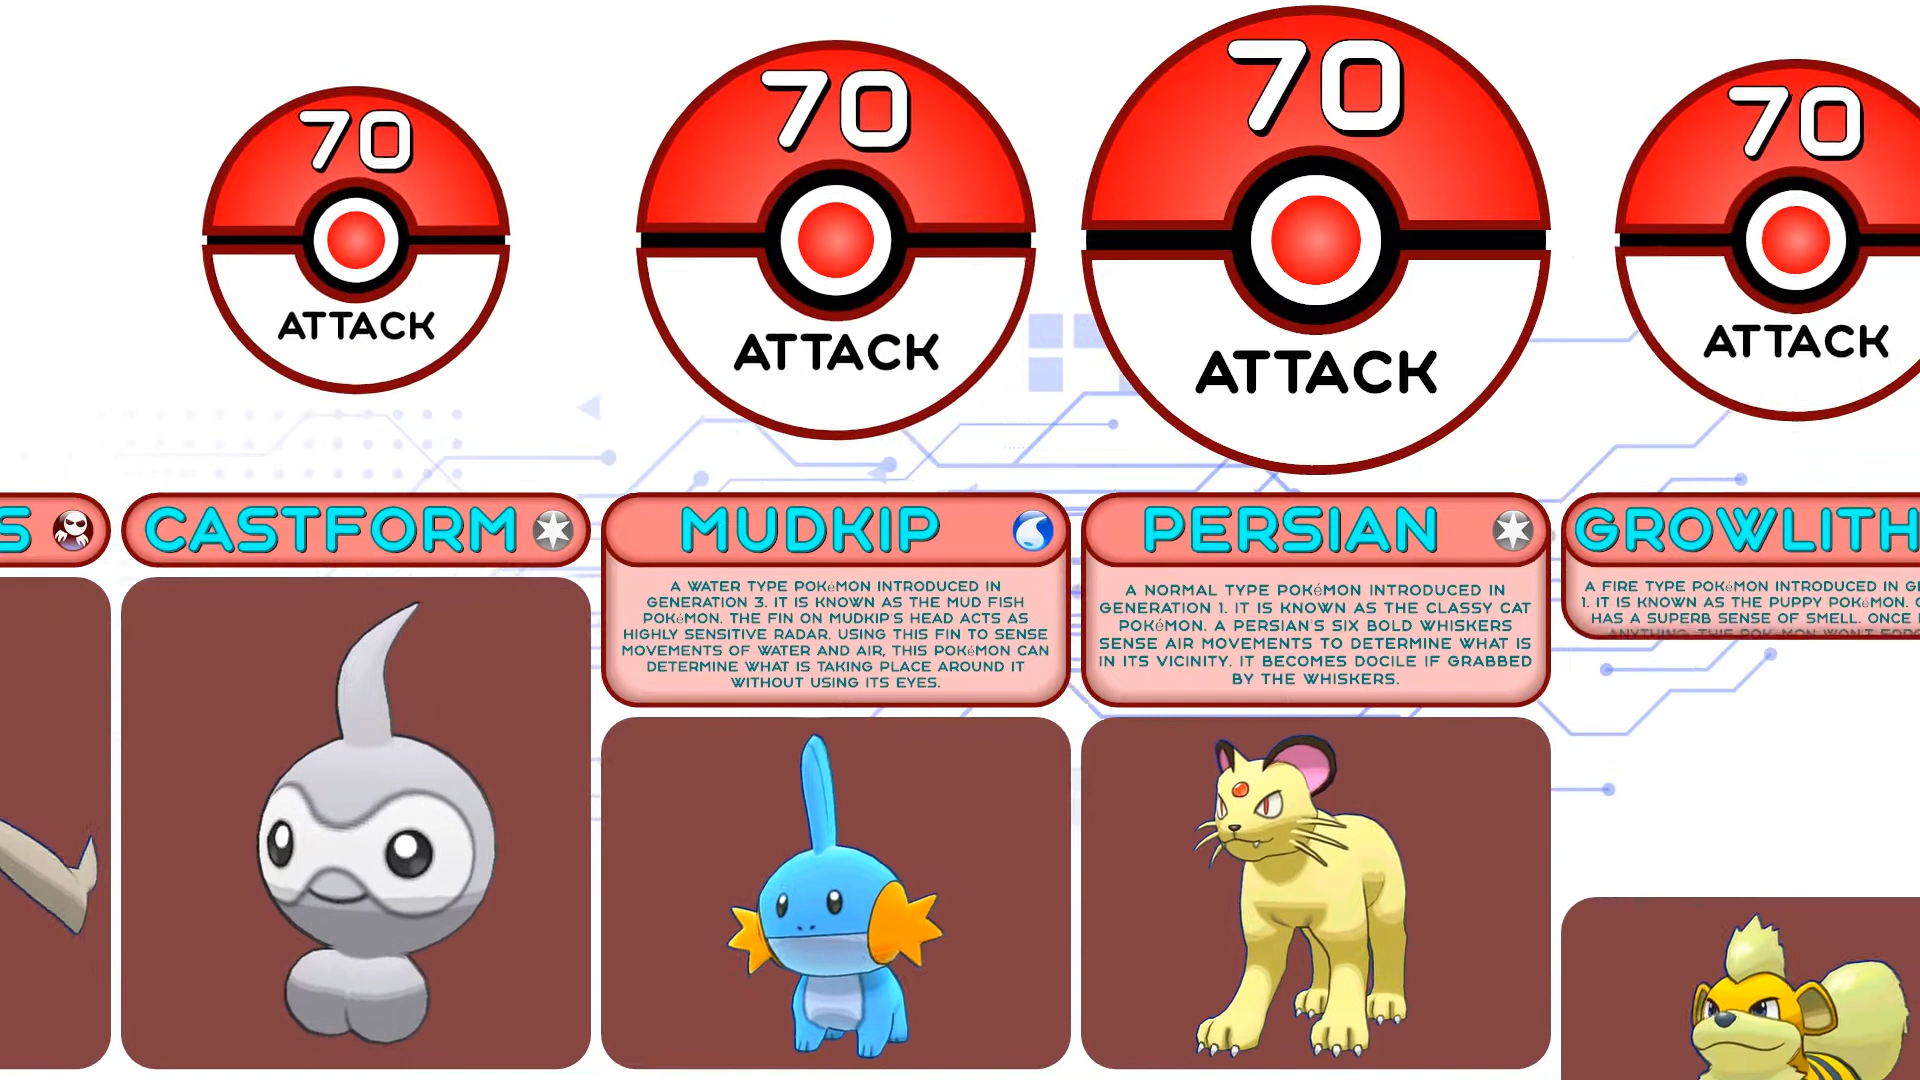 70
ATTACK
70
ATTACK
70
ATTACK
70
ATTACK
S
CASTFORM
MUDKIP
A WATER TYPE POKéMON INTRODUCED IN
GENERATION 3. IT IS KNOWN AS THE MUD FISH
POKéMON. THE FIN ON MUDKIP'S HEAD ACTS AS
HIGHLY SENSITIVE RADAR. USING THIS FIN TO SENSE
MOVEMENTS OF WATER AND AIR, THIS POKéMON CAN
DETERMINE WHAT IS TAKING PLACE AROUND IT
WITHOUT USING ITS EYES.
PERSIAN
A NORMAL TYPE POKéMON INTRODUCED IN
GENERATION 1. IT IS KNOWN AS THE CLASSY CAT
POKéMON. A PERSIAN'S SIX BOLD WHISKERS
SENSE AIR MOVEMENTS TO DETERMINE WHAT IS
IN ITS VICINITY. IT BECOMES DOCILE IF GRABBED
BY THE WHISKERS.
GROWLITH
A FIRE TYPE POKéMON INTRODUCED IN GE
1. IT IS KNOWN AS THE PUPPY POKéMON.
HAS A SUPERB SENSE OF SMELL. ONCE
ANYTHING, THIS POKéMON WON'T